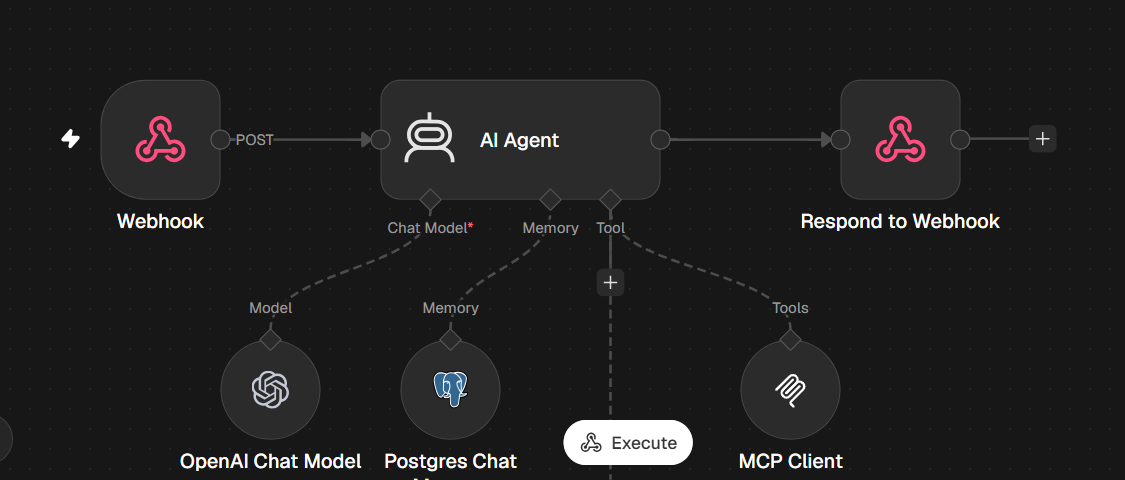 POST
AI Agent
Webhook
Respond to Webhook
Chat Model*
Memory
Tool
Model
Memory
Tools
Execute
OpenAI Chat Model
Postgres Chat
MCP Client